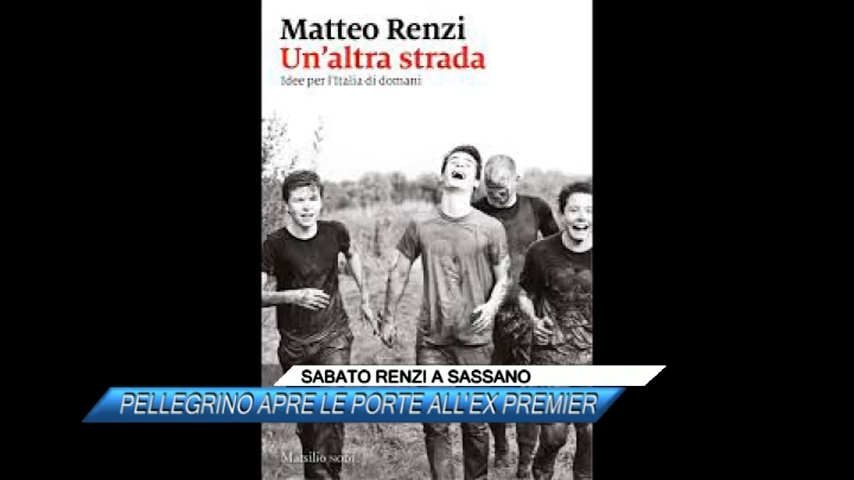 Matteo Renzi
Un'altra strada
Idee per l'Italia di domani
SABATO RENZI A SASSANO
PELLEGRINO APRE LE PORTE ALL'EX PREMIER
Marsilio NODI